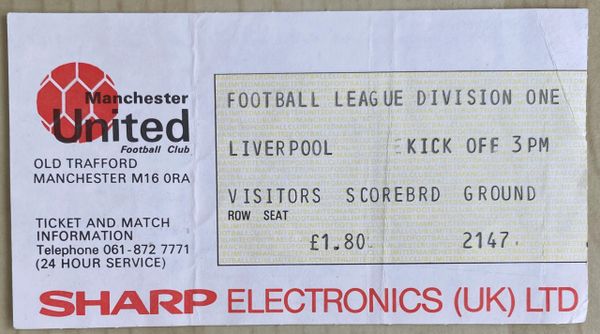 Manchester
United
Football Club
OLD TRAFFORD
MANCHESTER M16 0RA
TICKET AND MATCH
INFORMATION
Telephone 061-872 7771
(24 HOUR SERVICE)
FOOTBALL LEAGUE DIVISION ONE
LIVERPOOL KICK OFF 3 PM
VISITORS SCOREBRD GROUND
ROW SEAT
£1.80 2147
SHARP ELECTRONICS (UK) LTD